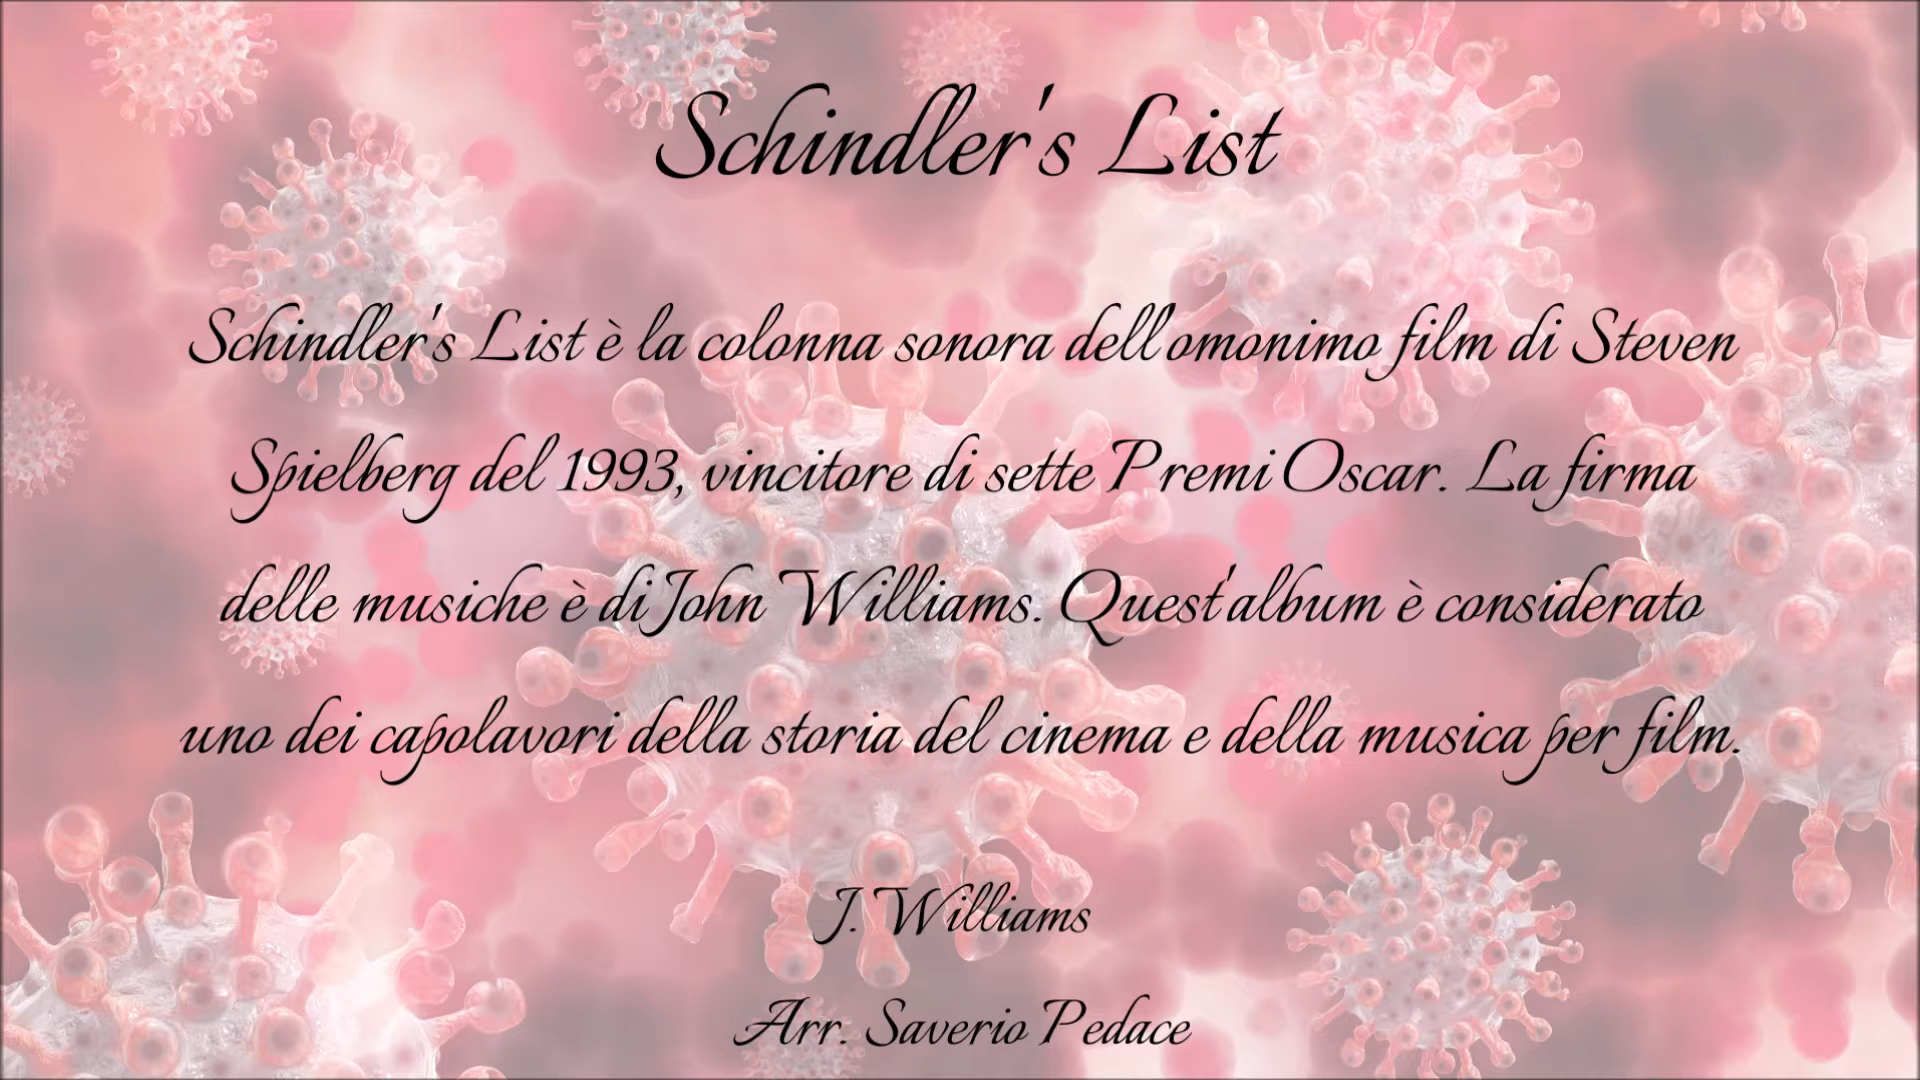 Schindler's List
Schindler's List è la colonna sonora dell'omonimo film di Steven
Spielberg del 1993, vincitore di sette Premi Oscar. La firma
delle musiche è di John Williams. Quest'album è considerato
uno dei capolavori della storia del cinema e della musica per film.
J. Williams
Arr. Saverio Pedace